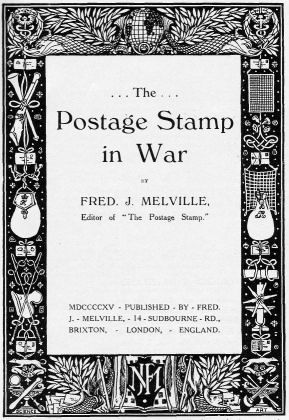 ... The ...
Postage Stamp
in War
BY
FRED. J. MELVILLE,
Editor of "The Postage Stamp."
MDCCCCXV - PUBLISHED - BY - FRED.
J. - MELVILLE, - 14 - SUDBOURNE - RD.,
BRIXTON, - LONDON, - ENGLAND.